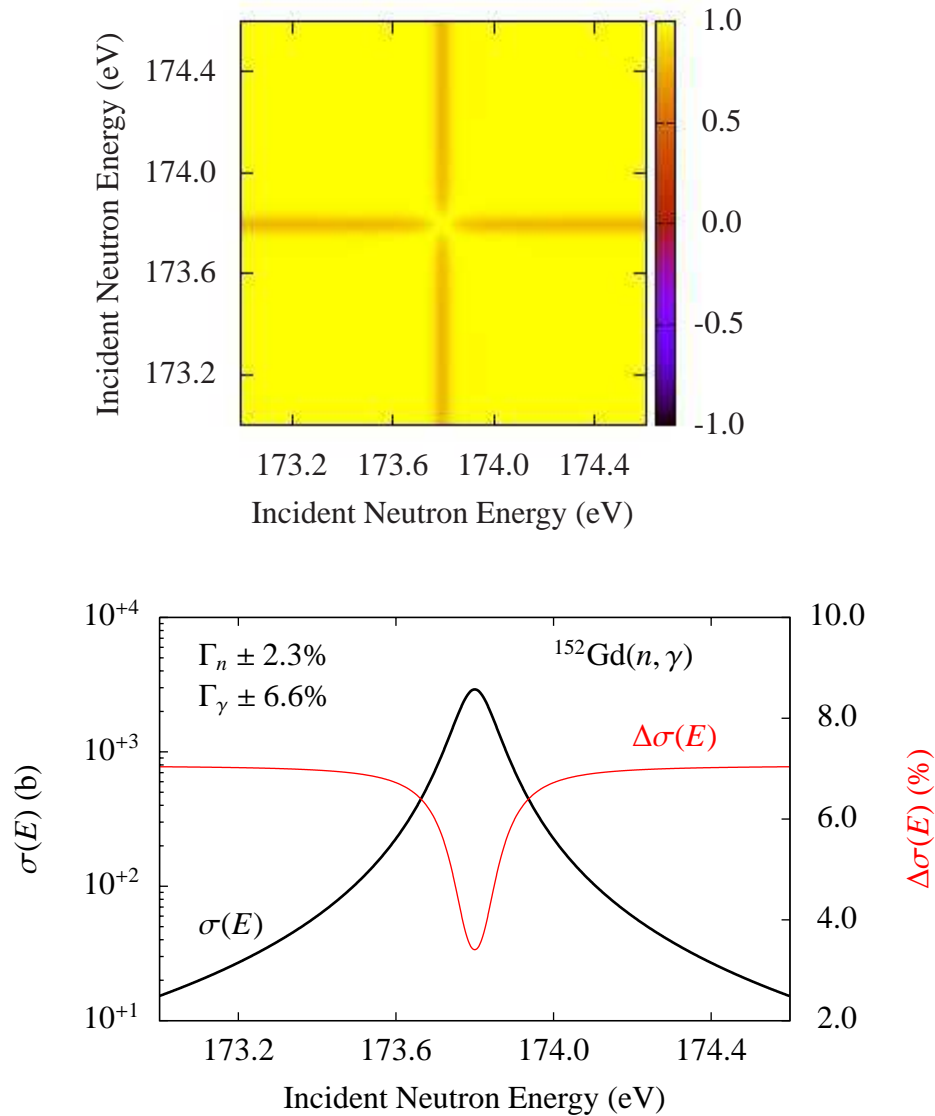 Incident Neutron Energy (eV)
174.4
174.0
173.6
173.2
1.0
0.5
0.0
-0.5
-1.0
173.2 173.6 174.0 174.4
Incident Neutron Energy (eV)
10⁺⁴
10⁺³
10⁺²
10⁺¹
σ(E) (b)
Γₙ ± 2.3%
Γᵧ ± 6.6%
¹⁵²Gd(n, γ)
Δσ(E)
σ(E)
10.0
8.0
6.0
4.0
2.0
Δσ(E) (%)
173.2 173.6 174.0 174.4
Incident Neutron Energy (eV)